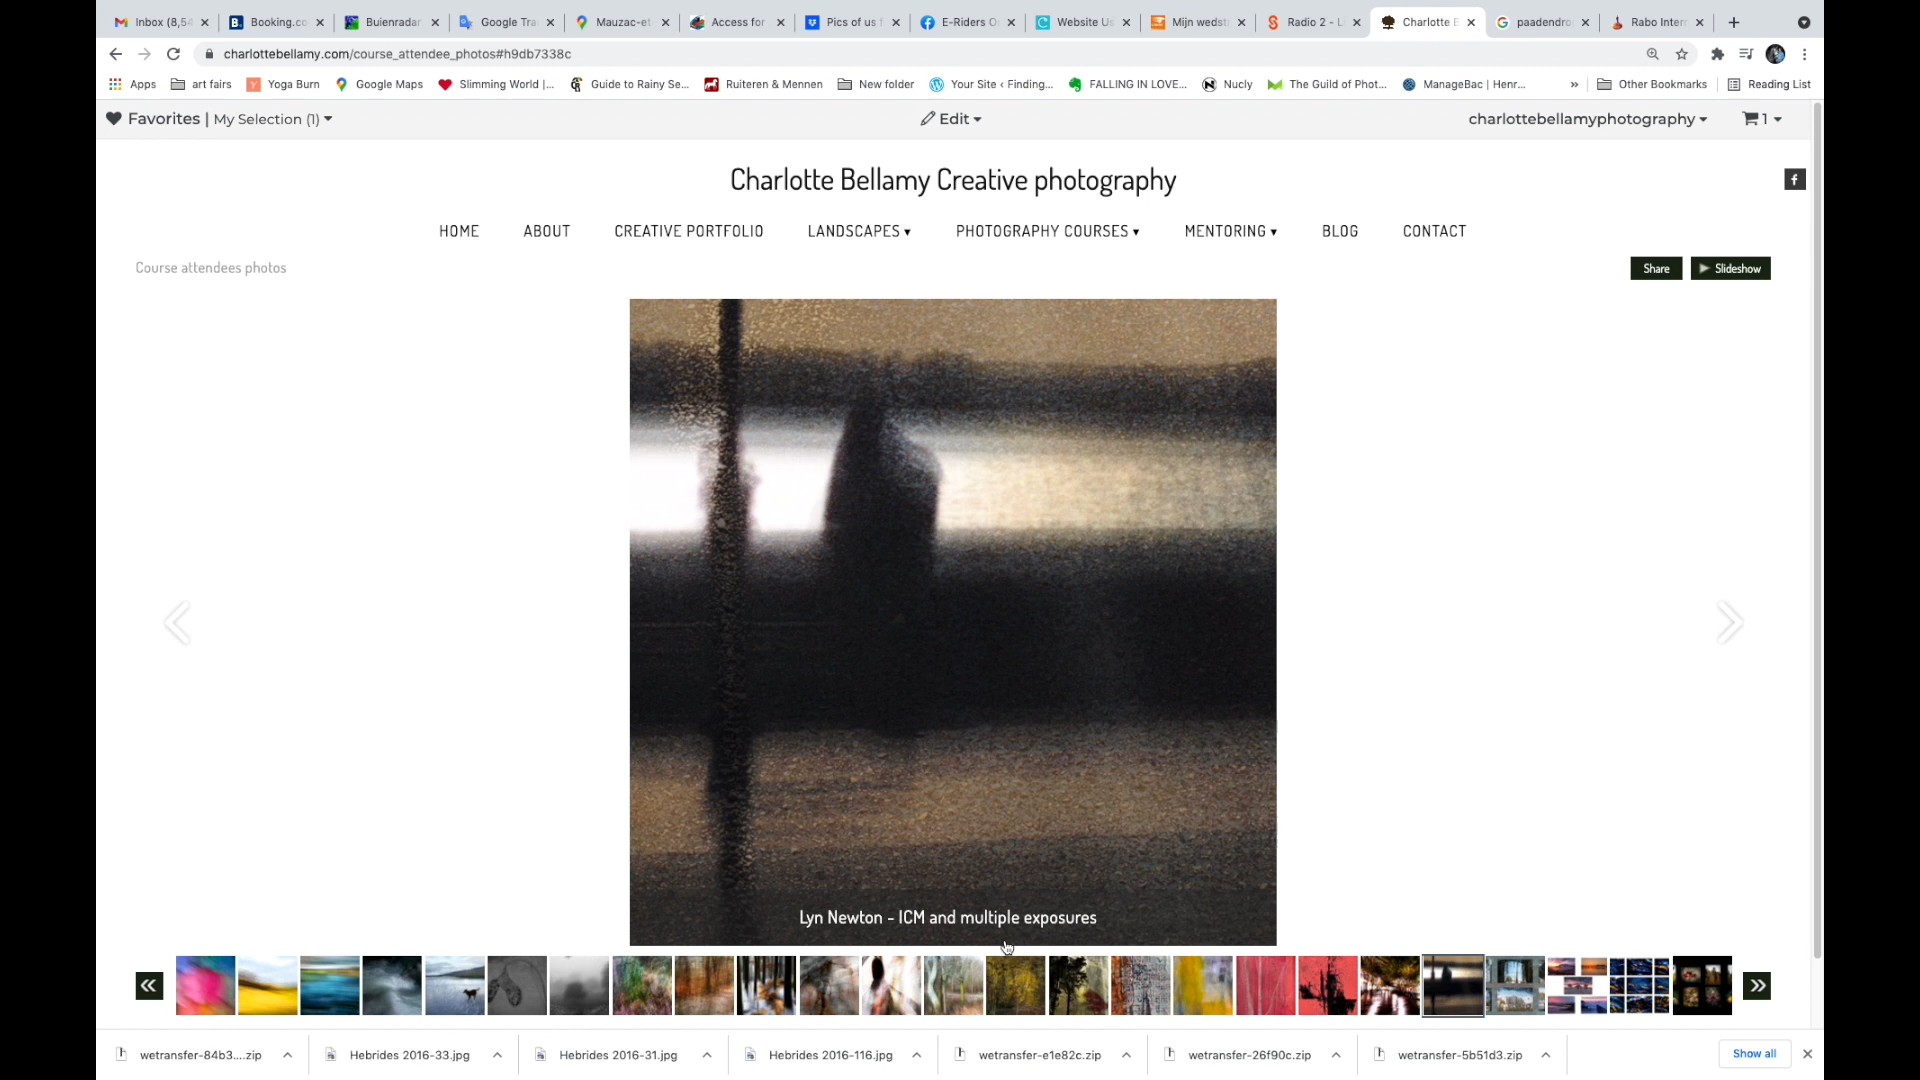 Inbox (8,54
Booking.co
Buienradar
Google Tra
Mauzac-et
Access for
Pics of us f
E-Riders O
Website Us
Mijn wedst
Radio 2 - L
Charlotte B
paadendro
Rabo Inter
charlottebellamy.com/course_attendee_photos#h9db7338c
Apps
art fairs
Yoga Burn
Google Maps
Slimming World |...
Guide to Rainy Se...
Ruiteren & Mennen
New folder
Your Site ‹ Finding...
FALLING IN LOVE...
Nucly
The Guild of Phot...
ManageBac | Henr...
»
Other Bookmarks
Reading List
Favorites | My Selection (1)
Edit
charlottebellamyphotography
1
Charlotte Bellamy Creative photography
HOME
ABOUT
CREATIVE PORTFOLIO
LANDSCAPES
PHOTOGRAPHY COURSES
MENTORING
BLOG
CONTACT
Course attendees photos
Share
Slideshow
Lyn Newton - ICM and multiple exposures
wetransfer-84b3....zip
Hebrides 2016-33.jpg
Hebrides 2016-31.jpg
Hebrides 2016-116.jpg
wetransfer-e1e82c.zip
wetransfer-26f90c.zip
wetransfer-5b51d3.zip
Show all